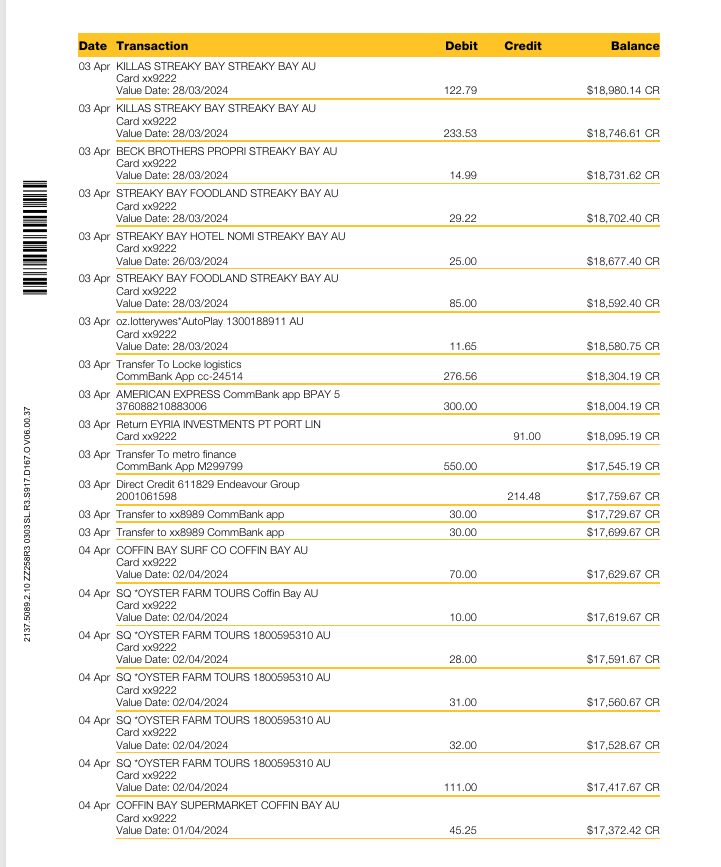 Date Transaction Debit Credit Balance
03 Apr KILLAS STREAKY BAY STREAKY BAY AU
Card xx9222
Value Date: 28/03/2024 122.79 $18,980.14 CR
03 Apr KILLAS STREAKY BAY STREAKY BAY AU
Card xx9222
Value Date: 28/03/2024 233.53 $18,746.61 CR
03 Apr BECK BROTHERS PROPRI STREAKY BAY AU
Card xx9222
Value Date: 28/03/2024 14.99 $18,731.62 CR
03 Apr STREAKY BAY FOODLAND STREAKY BAY AU
Card xx9222
Value Date: 28/03/2024 29.22 $18,702.40 CR
03 Apr STREAKY BAY HOTEL NOMI STREAKY BAY AU
Card xx9222
Value Date: 26/03/2024 25.00 $18,677.40 CR
03 Apr STREAKY BAY FOODLAND STREAKY BAY AU
Card xx9222
Value Date: 28/03/2024 85.00 $18,592.40 CR
03 Apr oz.lotterywes*AutoPlay 1300188911 AU
Card xx9222
Value Date: 28/03/2024 11.65 $18,580.75 CR
03 Apr Transfer To Locke logistics
CommBank App cc-24514 276.56 $18,304.19 CR
03 Apr AMERICAN EXPRESS CommBank app BPAY 5
376088210883006 300.00 $18,004.19 CR
03 Apr Return EYRIA INVESTMENTS PT PORT LIN
Card xx9222 91.00 $18,095.19 CR
03 Apr Transfer To metro finance
CommBank App M299799 550.00 $17,545.19 CR
03 Apr Direct Credit 611829 Endeavour Group
2001061598 214.48 $17,759.67 CR
03 Apr Transfer to xx8989 CommBank app 30.00 $17,729.67 CR
03 Apr Transfer to xx8989 CommBank app 30.00 $17,699.67 CR
04 Apr COFFIN BAY SURF CO COFFIN BAY AU
Card xx9222
Value Date: 02/04/2024 70.00 $17,629.67 CR
04 Apr SQ *OYSTER FARM TOURS Coffin Bay AU
Card xx9222
Value Date: 02/04/2024 10.00 $17,619.67 CR
04 Apr SQ *OYSTER FARM TOURS 1800595310 AU
Card xx9222
Value Date: 02/04/2024 28.00 $17,591.67 CR
04 Apr SQ *OYSTER FARM TOURS 1800595310 AU
Card xx9222
Value Date: 02/04/2024 31.00 $17,560.67 CR
04 Apr SQ *OYSTER FARM TOURS 1800595310 AU
Card xx9222
Value Date: 02/04/2024 32.00 $17,528.67 CR
04 Apr SQ *OYSTER FARM TOURS 1800595310 AU
Card xx9222
Value Date: 02/04/2024 111.00 $17,417.67 CR
04 Apr COFFIN BAY SUPERMARKET COFFIN BAY AU
Card xx9222
Value Date: 01/04/2024 45.25 $17,372.42 CR
2137.5089.2.10 ZZ258R3 0303 SL.R3.S917.D167.O V06.00.37